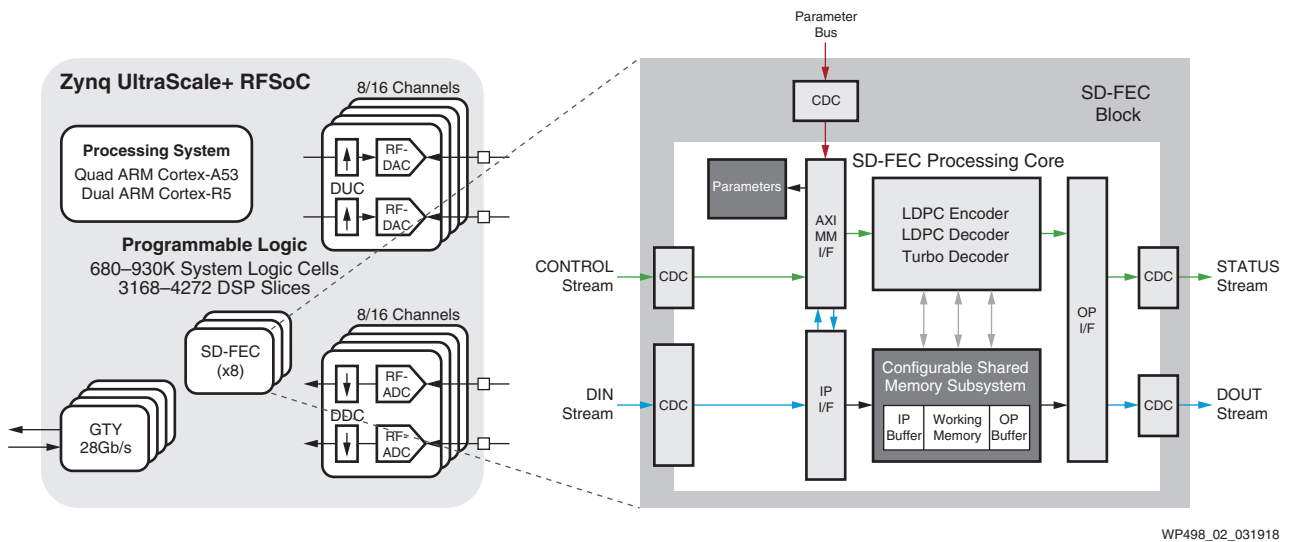 Zynq UltraScale+ RFSoC
Processing System
Quad ARM Cortex-A53
Dual ARM Cortex-R5
Programmable Logic
680–930K System Logic Cells
3168–4272 DSP Slices
8/16 Channels
RF-
DAC
DUC
RF-
DAC
8/16 Channels
RF-
ADC
DDC
RF-
ADC
SD-FEC
(x8)
GTY
28Gb/s
Parameter
Bus
CDC
SD-FEC
Block
SD-FEC Processing Core
Parameters
AXI
MM
I/F
LDPC Encoder
LDPC Decoder
Turbo Decoder
CONTROL
Stream
CDC
OP
I/F
CDC
STATUS
Stream
DIN
Stream
CDC
IP
I/F
Configurable Shared
Memory Subsystem
IP
Buffer
Working
Memory
OP
Buffer
CDC
DOUT
Stream
WP498_02_031918